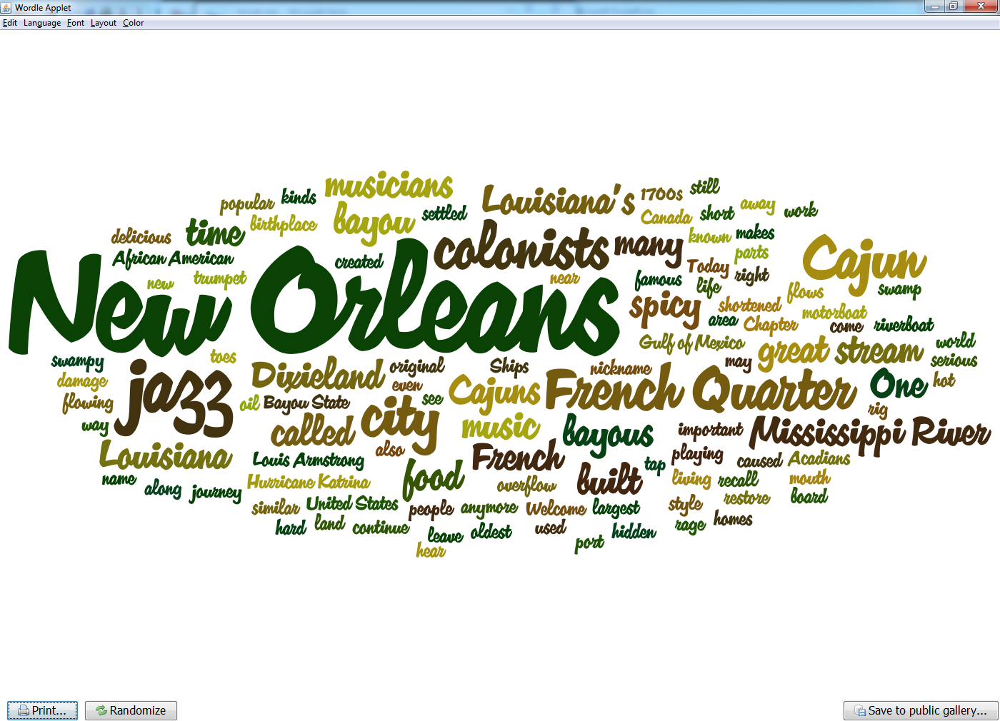 Wordle Applet
Edit Language Font Layout Color
musicians
Louisiana's
1700s
still
popular
kinds
bayou
settled
Canada
short
away
work
birthplace
delicious
time
colonists
many
known
makes
Cajun
African American
created
parts
New Orleans
near
Today
right
new
trumpet
famous
life
flows
swamp
spicy
shortened
motorboat
area
Chapter
come
riverboat
Gulf of Mexico
great
stream
world
swampy
toes
jazz
Dixieland
original
Ships
nickname
may
serious
damage
even
Cajuns
French Quarter
One
hot
flowing
oil
Bayou State
see
city
rig
way
called
music
bayous
important
Mississippi River
Louisiana
also
French
playing
Louis Armstrong
tap
caused
Acadians
name
Hurricane Katrina
food
overflow
built
living
recall
mouth
along
journey
similar
United States
people
anymore
Welcome
largest
style
restore
board
hard
land
continue
leave
oldest
used
port
hidden
rage
homes
hear
Print...
Randomize
Save to public gallery...